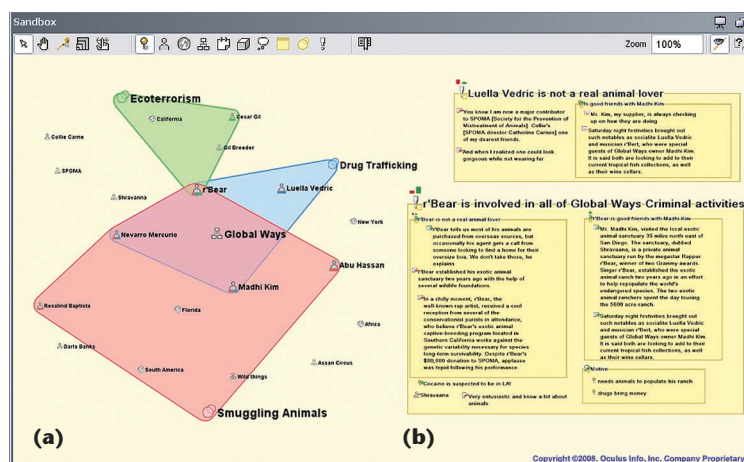 Sandbox
Zoom 100%
Ecoterrorism
California
Cesar Gil
Collie Carne
Gil Breeder
SPOMA
Drug Trafficking
Shravanna
r'Bear
Luella Vedric
New York
Navarro Mercurio
Global Ways
Abu Hassan
Madhi Kim
Rosalind Baptista
Florida
Africa
Darla Banks
Assan Circus
South America
Wild things
Smuggling Animals
(a)
Luella Vedric is not a real animal lover
You know I am now a major contributor
to SPOMA [Society for the Prevention of
Mistreatment of Animals]. Collie's
[SPOMA director Catherine Carnes] one
of my dearest friends.
And when I realized one could look
gorgeous while not wearing fur
Is good friends with Madhi Kim
Mr. Kim, my supplier, is always checking
up on how they are doing
Saturday night festivities brought out
such notables as socialite Luella Vedric
and musician r'Bert, who were special
guests of Global Ways owner Madhi Kim.
It is said both are looking to add to their
current tropical fish collections, as well
as their wine cellars.
r'Bear is involved in all of Global Ways Criminal activities
r'Bear is not a real animal lover
r'Bear tells us most of his animals are
purchased from overseas sources, but
occasionally his agent gets a call from
someone looking to find a home for their
oversize boa. We don't take those, he
explains
r'Bear established his exotic animal
sanctuary two years ago with the help of
several wildlife foundations.
In a chilly moment, r'Bear, the
well-known rap artist, received a cool
reception from several of the
conservationist purists in attendance,
who believe r'Bear's exotic animal
captive-breeding program located in
Southern California works against the
genetic variability necessary for species
long-term survivability. Despite r'Bear's
$00,000 donation to SPOMA, applause
was tepid following his performance.
r'Bear is good friends with Madhi Kim
Mr. Madhi Kim, visited the local exotic
animal sanctuary 35 miles north east of
San Diego. The sanctuary, dubbed
Shravaana, is a private animal
sanctuary run by the megastar Rapper
r'Bear, winner of two Granny awards.
Singer r'Bear, established the exotic
animal ranch two years ago in an effort
to help repopulate the world's
endangered species. The two exotic
animal ranchers spent the day touring
the 5600 acre ranch.
Saturday night festivities brought out
such notables as socialite Luella Vedric
and musician r'Bert, who were special
guests of Global Ways owner Madhi Kim.
It is said both are looking to add to their
current tropical fish collections, as well
as their wine cellars.
Cocaine is suspected to be in LA!
Shravaana
Very entusiastic and know a lot about
animals
Motive
needs animals to populate his ranch
drugs bring money
(b)
Copyright ©2008. Oculus Info, Inc. Company Proprietary